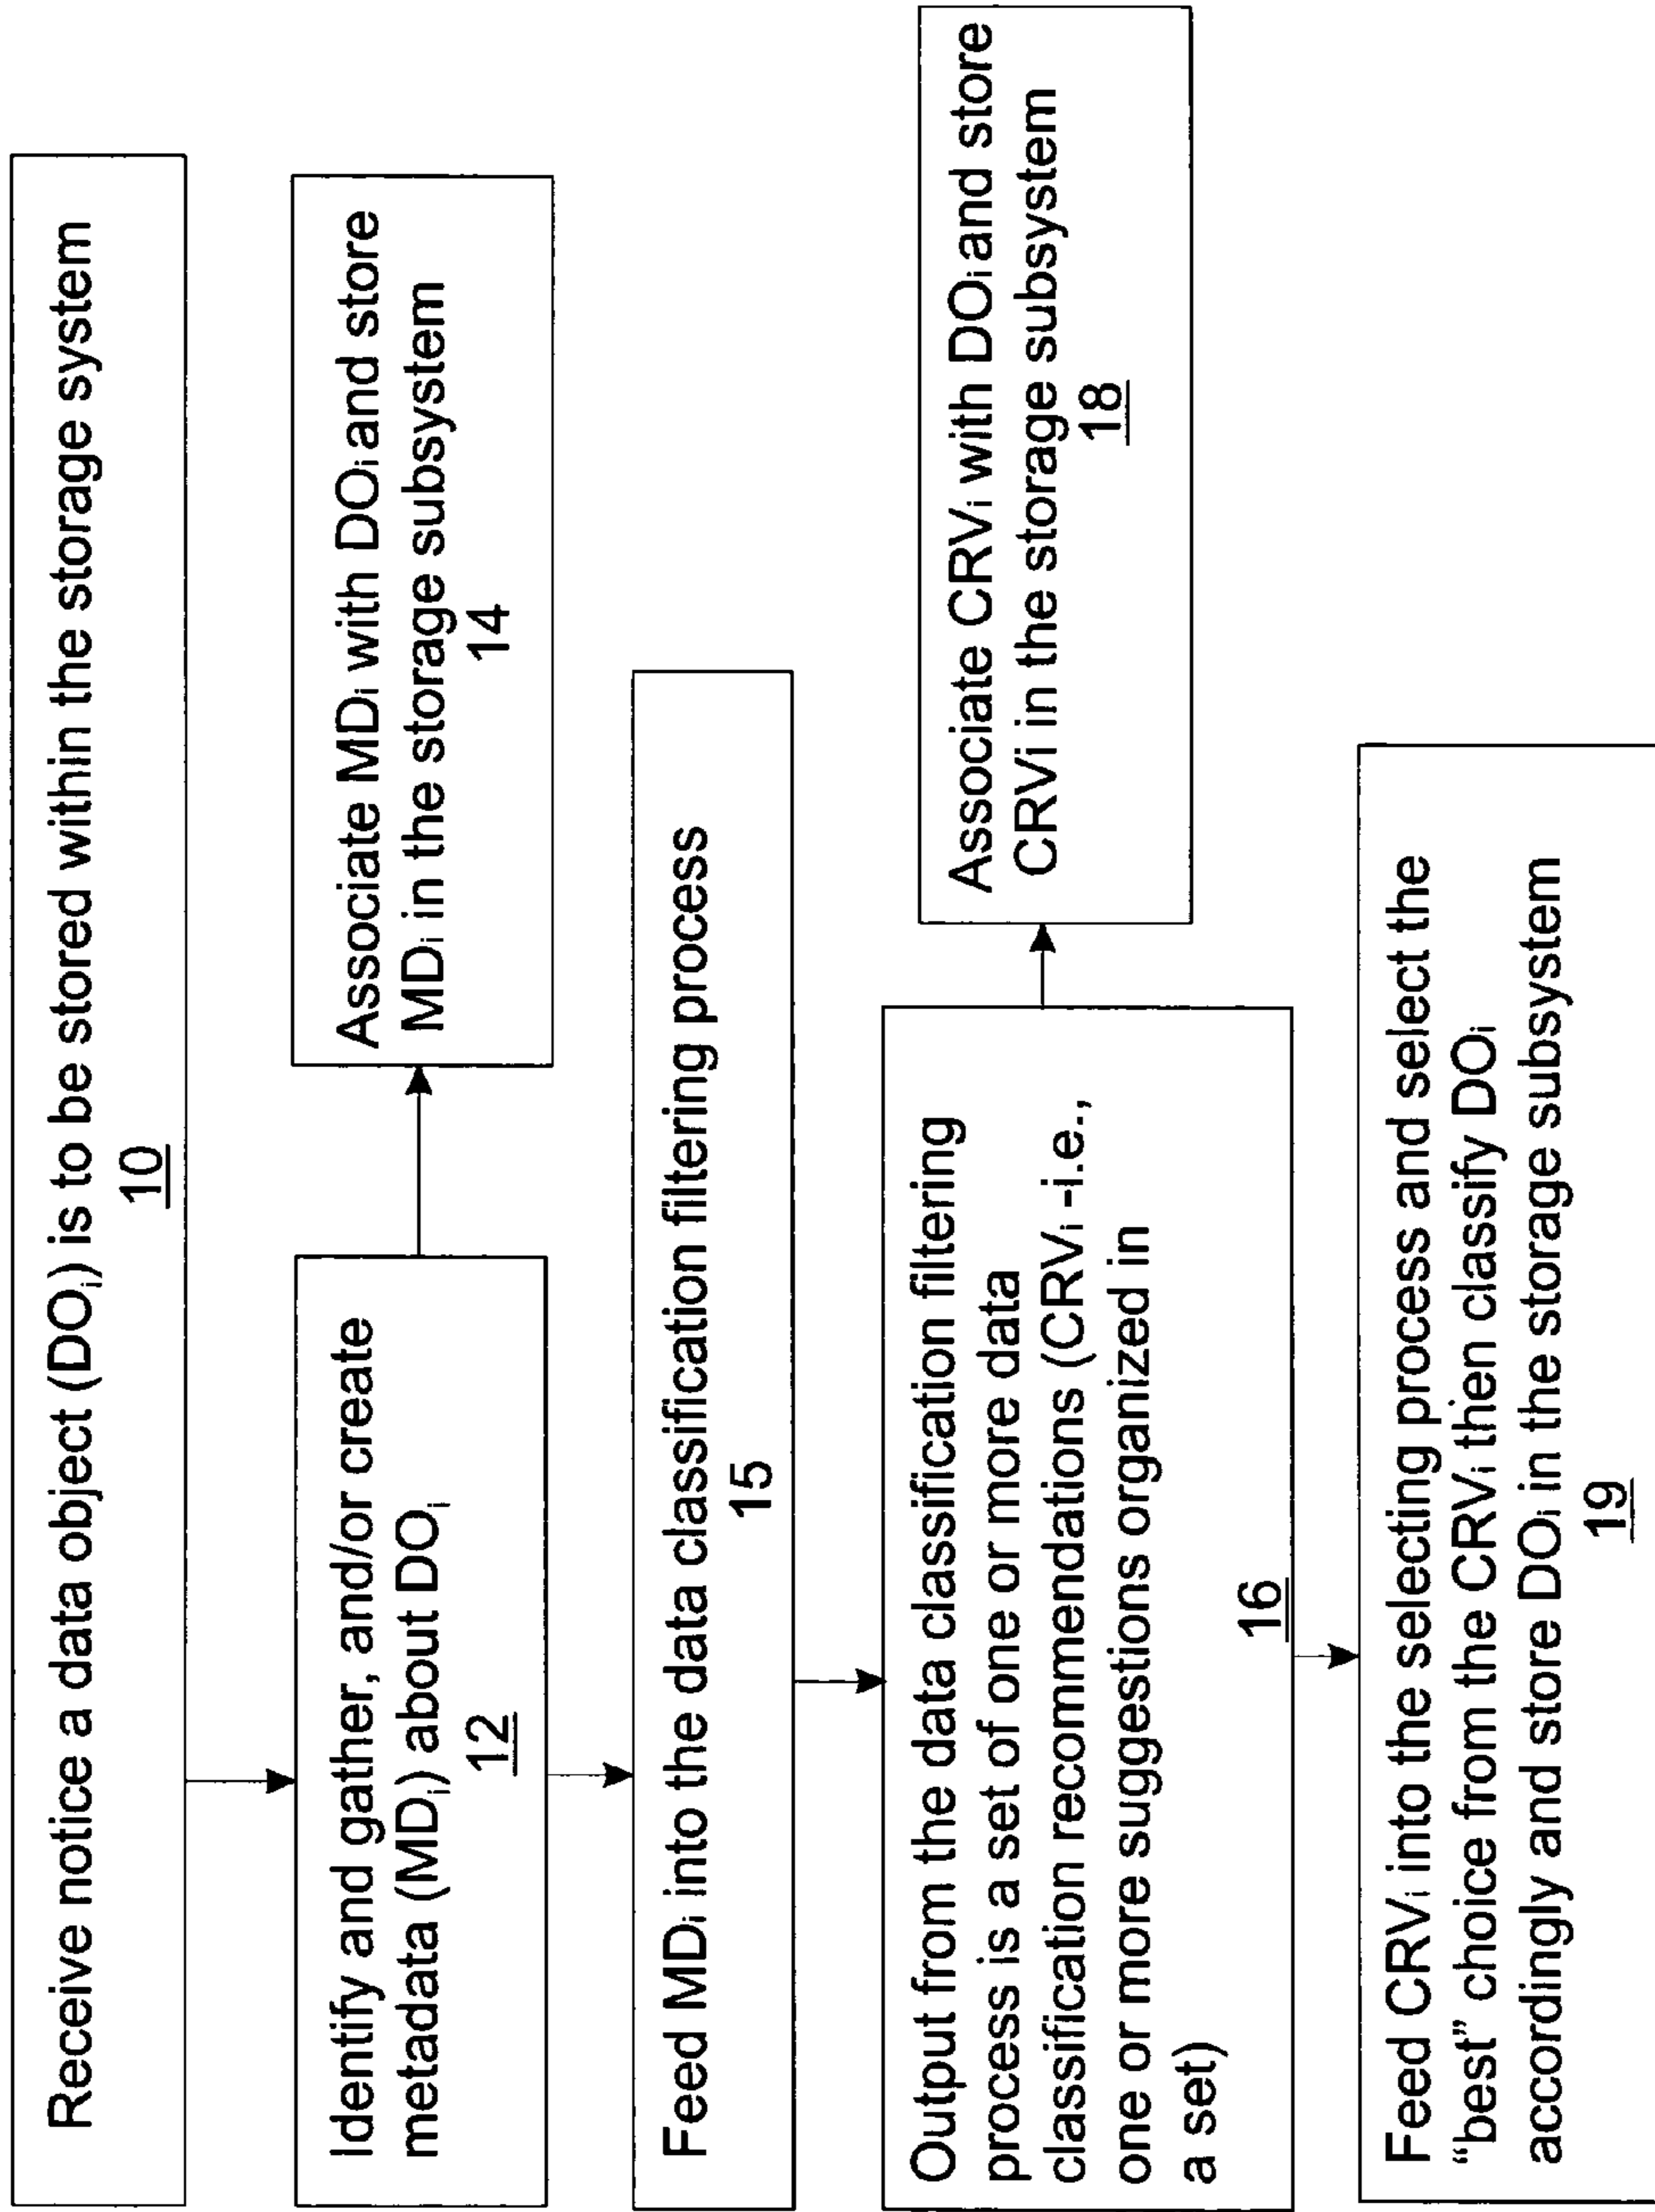 Receive notice a data object (DOᵢ) is to be stored within the storage system
10
Identify and gather, and/or create
metadata (MDᵢ) about DOᵢ
12
Associate MDᵢ with DOᵢ and store
MDᵢ in the storage subsystem
14
Feed MDᵢ into the data classification filtering process
15
Output from the data classification filtering
process is a set of one or more data
classification recommendations (CRVᵢ -i.e.,
one or more suggestions organized in
a set)
16
Associate CRVᵢ with DOᵢ and store
CRVi in the storage subsystem
18
Feed CRVᵢ into the selecting process and select the
“best” choice from the CRVᵢ then classify DOᵢ
accordingly and store DOᵢ in the storage subsystem
19